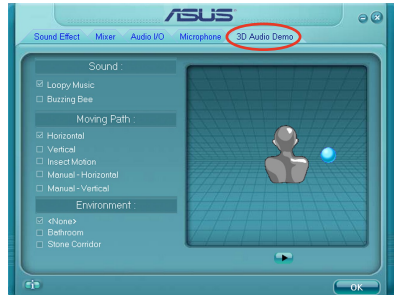 ASUS
Sound Effect Mixer Audio I/O Microphone 3D Audio Demo
Sound :
Loopy Music
Buzzing Bee
Moving Path :
Horizontal
Vertical
Insect Motion
Manual - Horizontal
Manual - Vertical
Environment :
<None>
Bathroom
Stone Corridor
i
OK